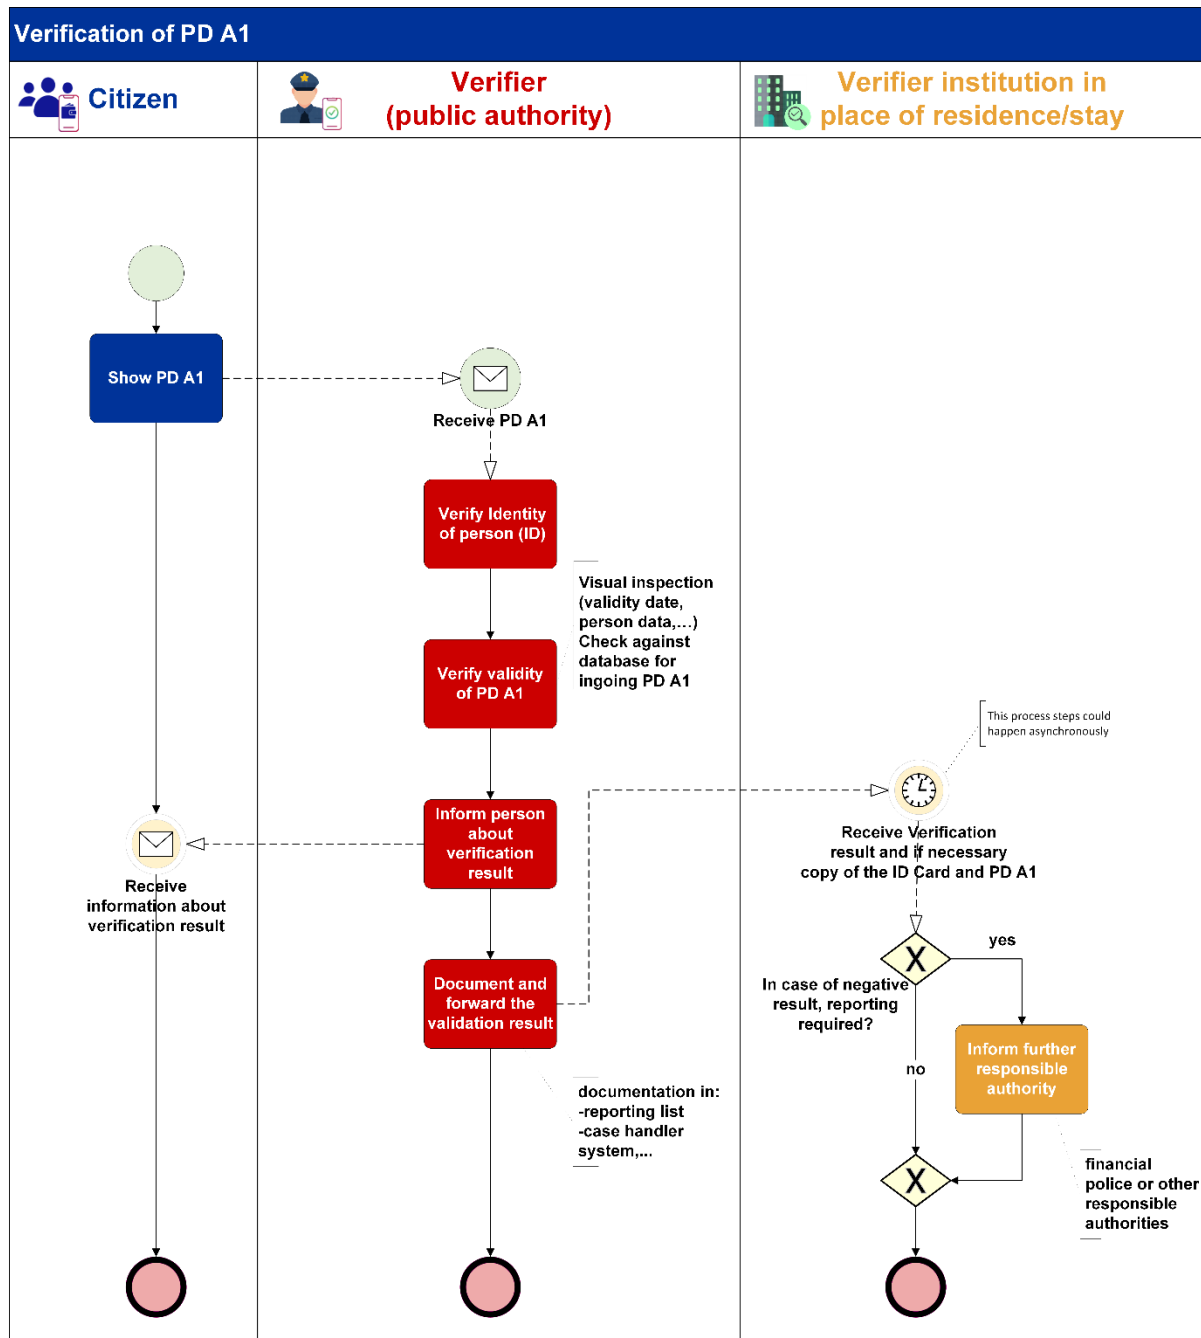 Verification of PD A1
Citizen
Verifier
(public authority)
Verifier institution in
place of residence/stay
Show PD A1
Receive PD A1
Verify Identity
of person (ID)
Visual inspection
(validity date,
person data,...)
Check against
database for
ingoing PD A1
Verify validity
of PD A1
This process steps could
happen asynchronously
Inform person
about
verification
result
Receive
information about
verification result
Receive Verification
result and if necessary
copy of the ID Card and PD A1
X
yes
In case of negative
result, reporting
required?
Document and
forward the
validation result
Inform further
responsible
authority
no
documentation in:
-reporting list
-case handler
system,...
X
financial
police or other
responsible
authorities